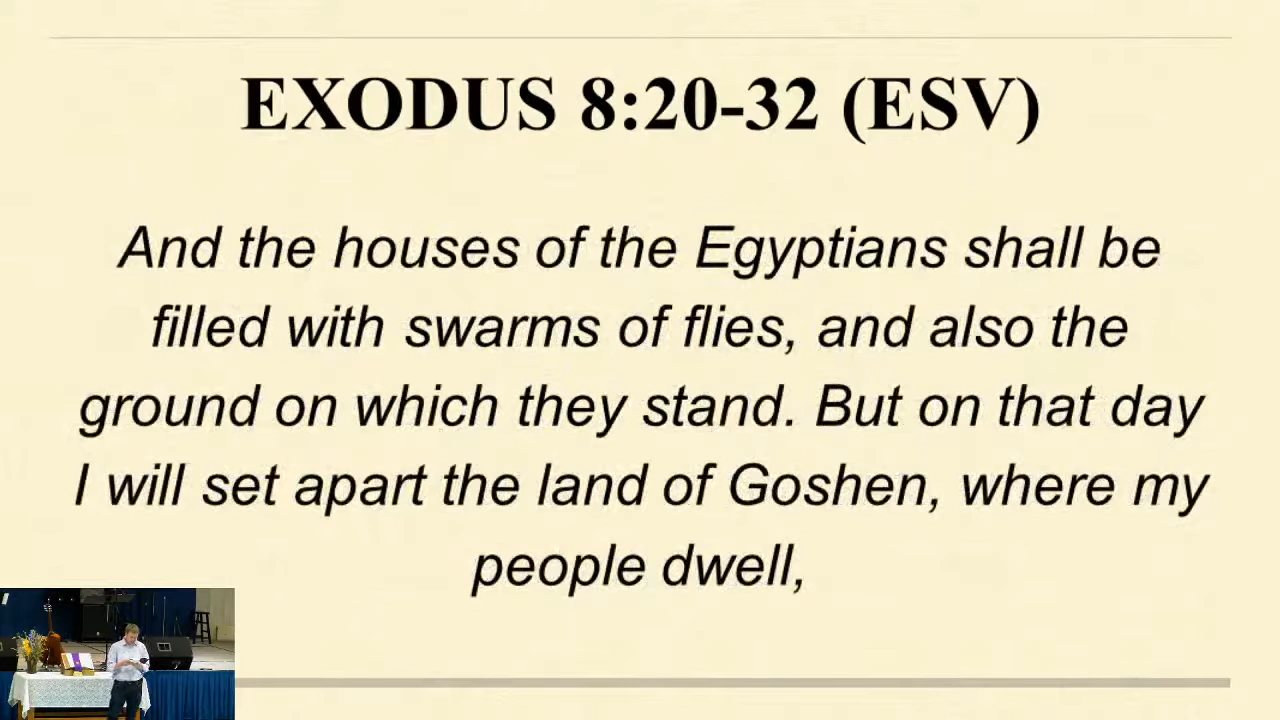 EXODUS 8:20-32 (ESV)
And the houses of the Egyptians shall be
filled with swarms of flies, and also the
ground on which they stand. But on that day
I will set apart the land of Goshen, where my
people dwell,